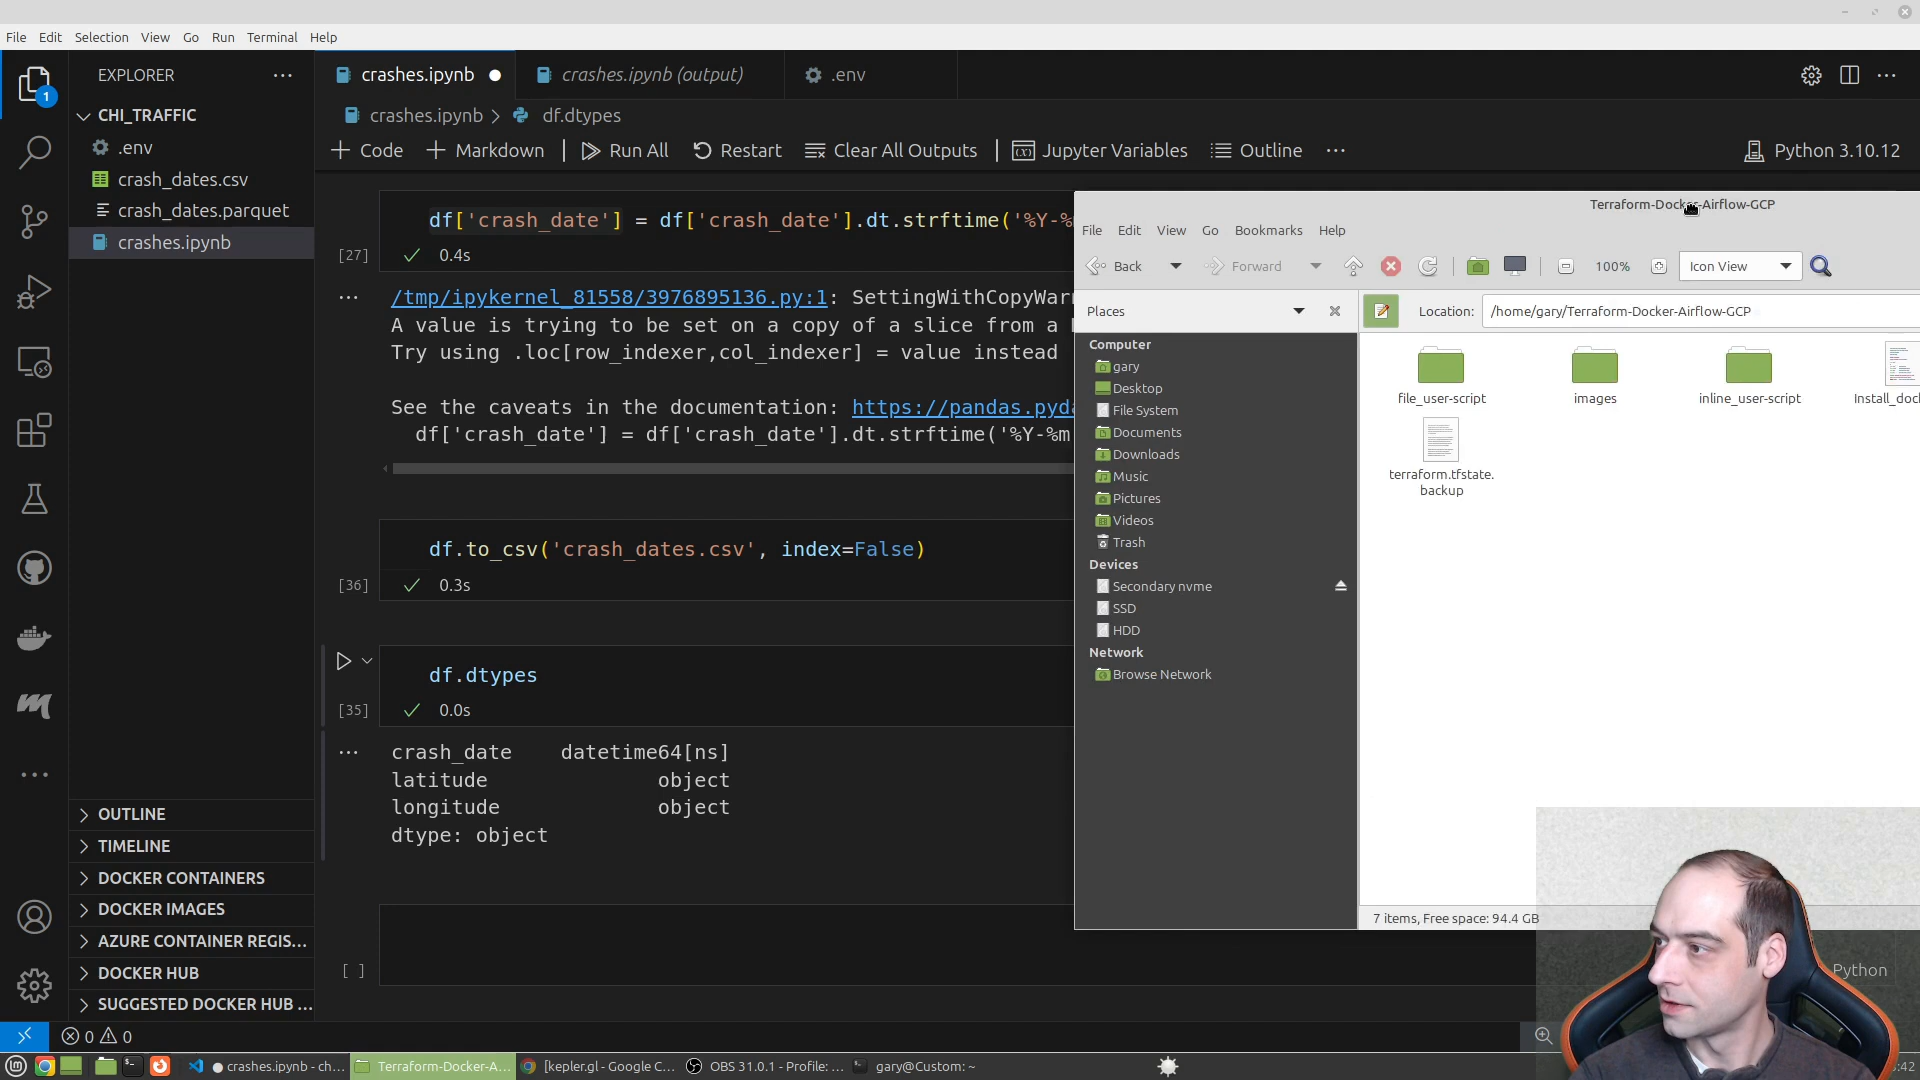 File Edit Selection View Go Run Terminal Help
EXPLORER
CHI_TRAFFIC
.env
crash_dates.csv
crash_dates.parquet
crashes.ipynb
OUTLINE
TIMELINE
DOCKER CONTAINERS
DOCKER IMAGES
AZURE CONTAINER REGIS...
DOCKER HUB
SUGGESTED DOCKER HUB ...
1
crashes.ipynb
crashes.ipynb (output)
.env
crashes.ipynb > df.dtypes
+ Code + Markdown Run All Restart Clear All Outputs Jupyter Variables Outline ...
Python 3.10.12
df['crash_date'] = df['crash_date'].dt.strftime('%Y-%
[27] 0.4s
/tmp/ipykernel_81558/3976895136.py:1: SettingWithCopyWar
A value is trying to be set on a copy of a slice from a
Try using .loc[row_indexer,col_indexer] = value instead
See the caveats in the documentation: https://pandas.pyd
df['crash_date'] = df['crash_date'].dt.strftime('%Y-%m
df.to_csv('crash_dates.csv', index=False)
[36] 0.3s
df.dtypes
[35] 0.0s
crash_date datetime64[ns]
latitude object
longitude object
dtype: object
[ ]
Python
Terraform-Docker-Airflow-GCP
File Edit View Go Bookmarks Help
Back Forward 100% Icon View
Places
Location: /home/gary/Terraform-Docker-Airflow-GCP
Computer
gary
Desktop
File System
Documents
Downloads
Music
Pictures
Videos
Trash
Devices
Secondary nvme
SSD
HDD
Network
Browse Network
file_user-script
images
inline_user-script
Install_doc
terraform.tfstate.
backup
7 items, Free space: 94.4 GB
0 0
crashes.ipynb - ch...
Terraform-Docker-A...
[kepler.gl - Google C...
OBS 31.0.1 - Profile: ...
gary@Custom: ~
:42